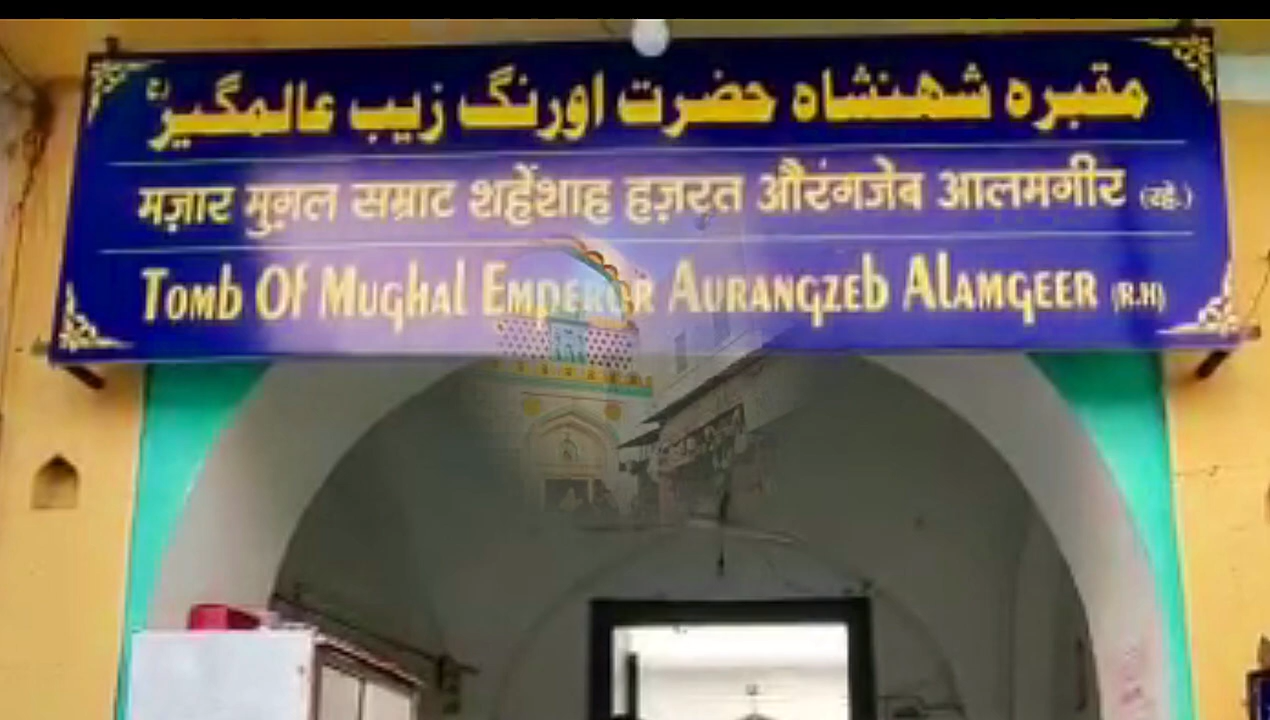 مقبرہ شہنشاہ حضرت اورنگ زیب عالمگیرؒ
मज़ार मुग़ल सम्राट शहेंशाह हज़रत औरंगजेब आलमगीर (रहे.)
Tomb Of Mughal Emperor Aurangzeb Alamgeer (R.H)